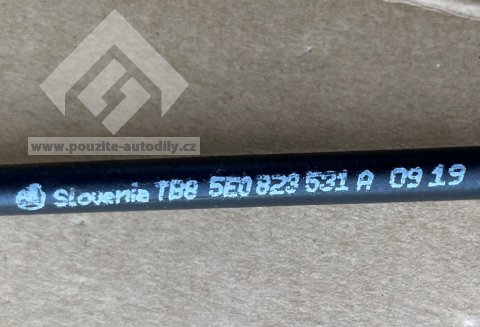 www.pouzite-autodily.cz
Slovenia TB8 5E0 823 531 A 09 19